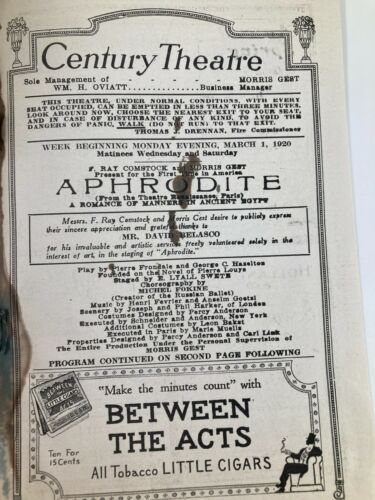 Century Theatre
Sole Management of - - - - - MORRIS GEST
WM. H. OVIATT..............Business Manager
THIS THEATRE, UNDER NORMAL CONDITIONS, WITH EVERY
SEAT OCCUPIED, CAN BE EMPTIED IN LESS THAN THREE MINUTES.
LOOK AROUND NOW, CHOOSE THE NEAREST EXIT TO YOUR SEAT,
AND IN CASE OF DISTURBANCE OF ANY KIND, TO AVOID THE
DANGERS OF PANIC, WALK (DO NOT RUN) TO THAT EXIT.
THOMAS J. DRENNAN, Fire Commissioner
WEEK BEGINNING MONDAY EVENING, MARCH 1, 1920
Matinees Wednesday and Saturday
F. RAY COMSTOCK and MORRIS GEST
Present for the First Time in America
APHRODITE
(From the Theatre Renaissance, Paris)
A ROMANCE OF MANNERS IN ANCIENT EGYPT
Messrs. F. Ray Comstock and Morris Gest desire to publicly express
their sincere appreciation and grateful thanks to
MR. DAVID BELASCO
for his invaluable and artistic service freely volunteered solely in the
interest of art, in the staging of "Aphrodite."
Play by Pierre Frondale and George C. Hazelton
Founded on the Novel of Pierre Louys
Staged by E. LYALL SWETE
Choreography by
MICHEL FOKINE
(Creator of the Russian Ballet)
Music by Henri Fevrier and Anselm Goetzl
Scenery by Joseph and Phil Harker, of London
Costumes Designed by Percy Anderson
Executed by Schneider and Anderson, New York
Additional Costumes by Leon Bakst
Executed in Paris by Marie Muelle
Properties Designed by Percy Anderson and Carl Link
The Entire Production Under the Personal Supervision of
MORRIS GEST
PROGRAM CONTINUED ON SECOND PAGE FOLLOWING
"Make the minutes count" with
BETWEEN
THE ACTS
All Tobacco LITTLE CIGARS
BETWEEN
THE ACTS
LITTLE CIGARS
Ten For
15 Cents